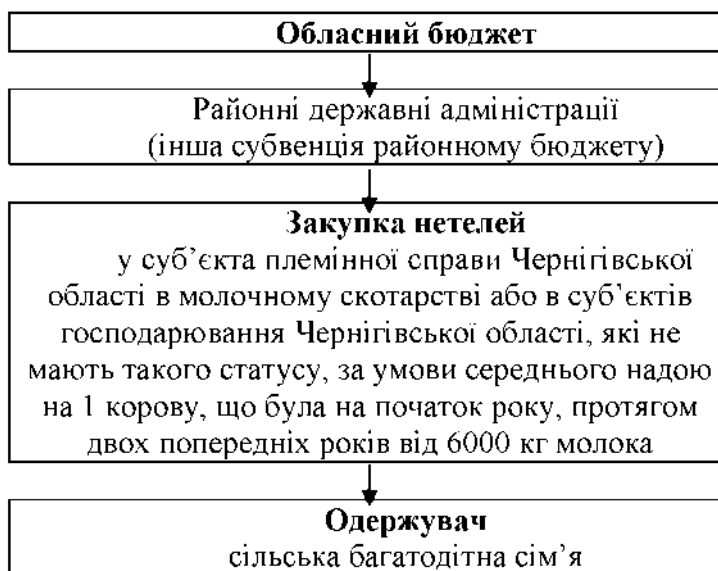 Обласний бюджет
Районні державні адміністрації
(інша субвенція районному бюджету)
Закупка нетелей
у суб’єкта племінної справи Чернігівської
області в молочному скотарстві або в суб’єктів
господарювання Чернігівської області, які не
мають такого статусу, за умови середнього надою
на 1 корову, що була на початок року, протягом
двох попередніх років від 6000 кг молока
Одержувач
сільська багатодітна сім’я